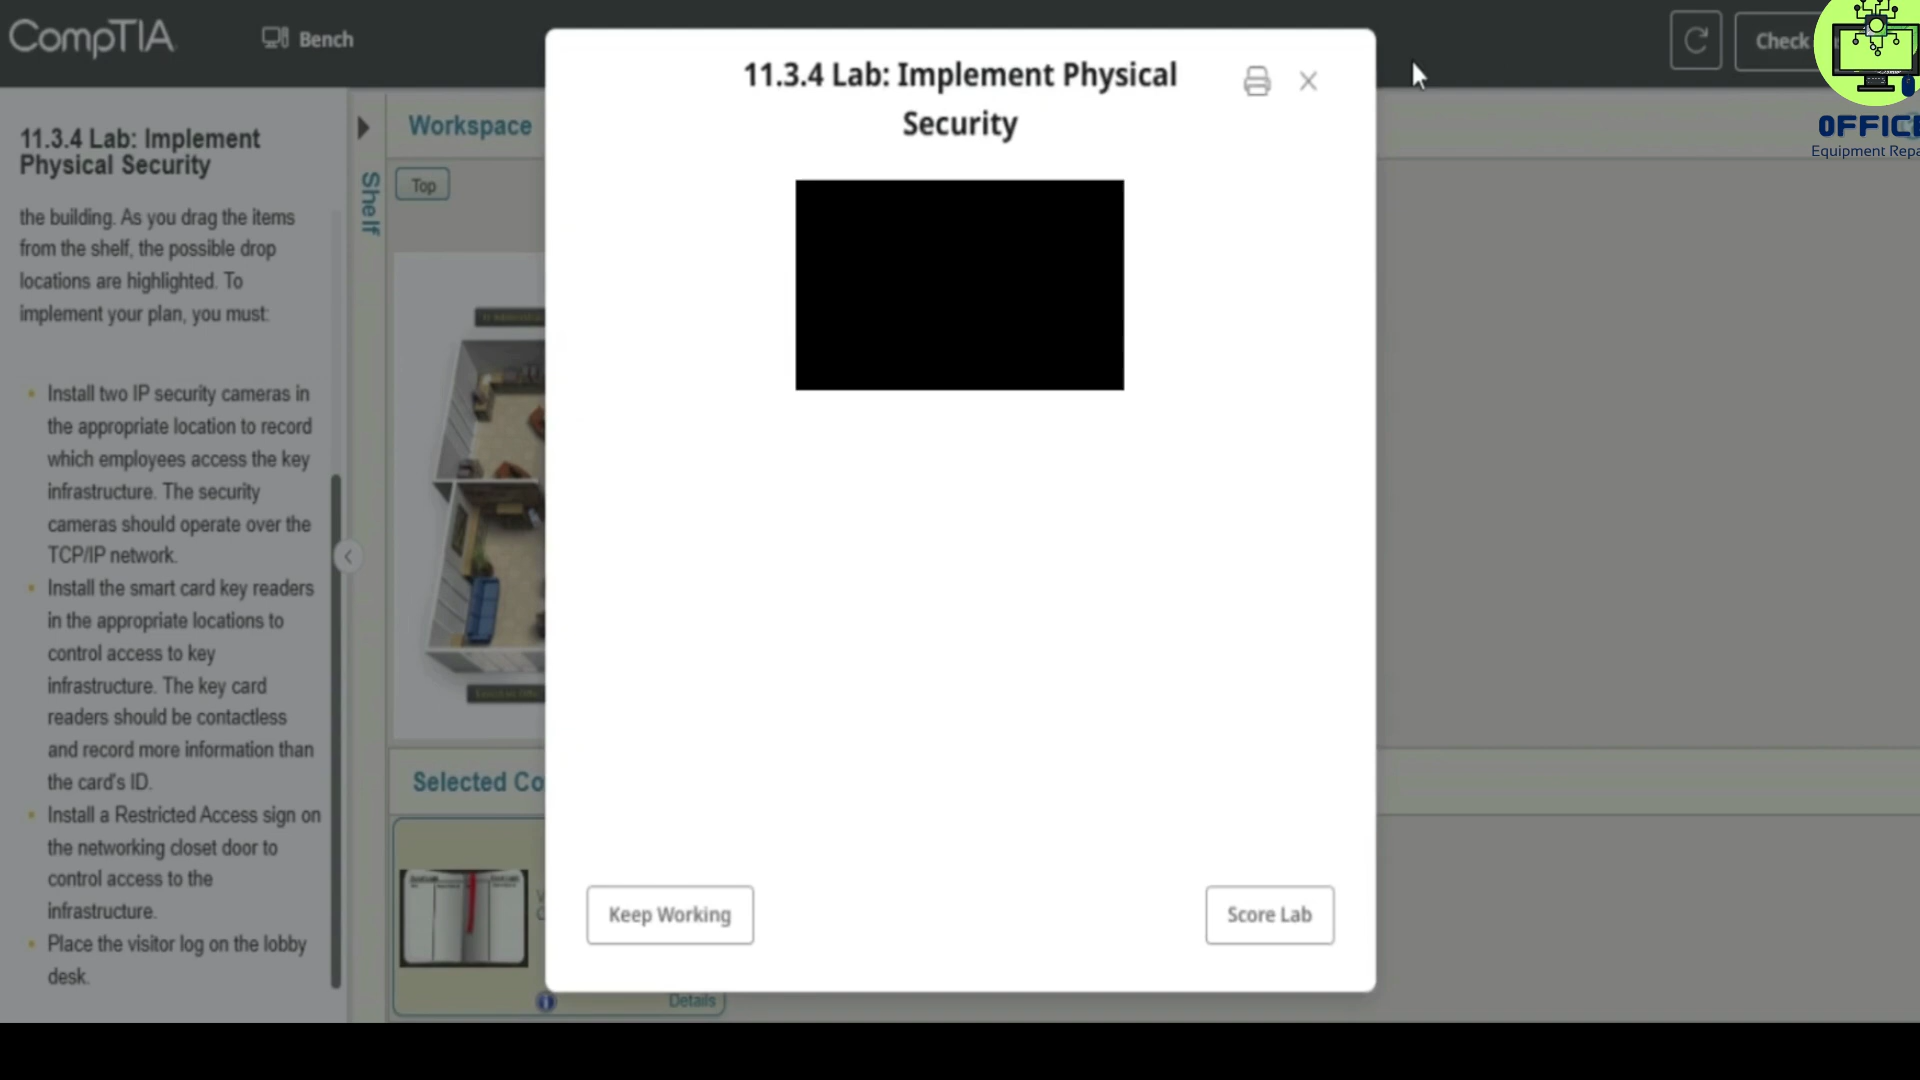 CompTIA
Bench
Check
OFFICE
Equipment Repa
11.3.4 Lab: Implement
Physical Security
the building. As you drag the items
from the shelf, the possible drop
locations are highlighted. To
implement your plan, you must:
Install two IP security cameras in
the appropriate location to record
which employees access the key
infrastructure. The security
cameras should operate over the
TCP/IP network.
Install the smart card key readers
in the appropriate locations to
control access to key
infrastructure. The key card
readers should be contactless
and record more information than
the card's ID.
Install a Restricted Access sign on
the networking closet door to
control access to the
infrastructure.
Place the visitor log on the lobby
desk.
Shelf
Workspace
Top
Selected Co
Details
11.3.4 Lab: Implement Physical
Security
Keep Working
Score Lab